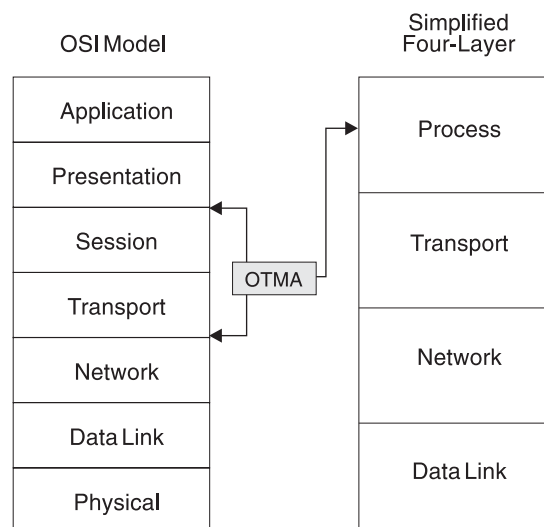 OSI Model
Application
Presentation
Session
Transport
Network
Data Link
Physical
OTMA
Simplified
Four-Layer
Process
Transport
Network
Data Link